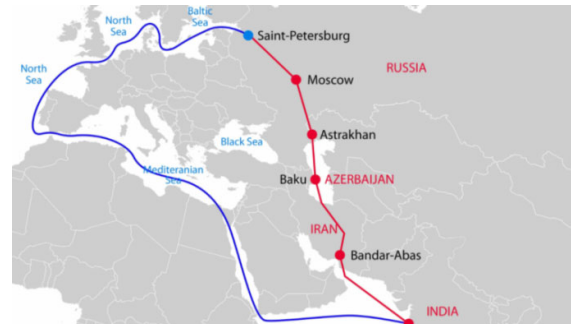 Baltic
Sea
North
Sea
Saint-Petersburg
North
Sea
Moscow
RUSSIA
Astrakhan
Black Sea
Mediteranian
Sea
Baku
AZERBAIJAN
IRAN
Bandar-Abas
INDIA